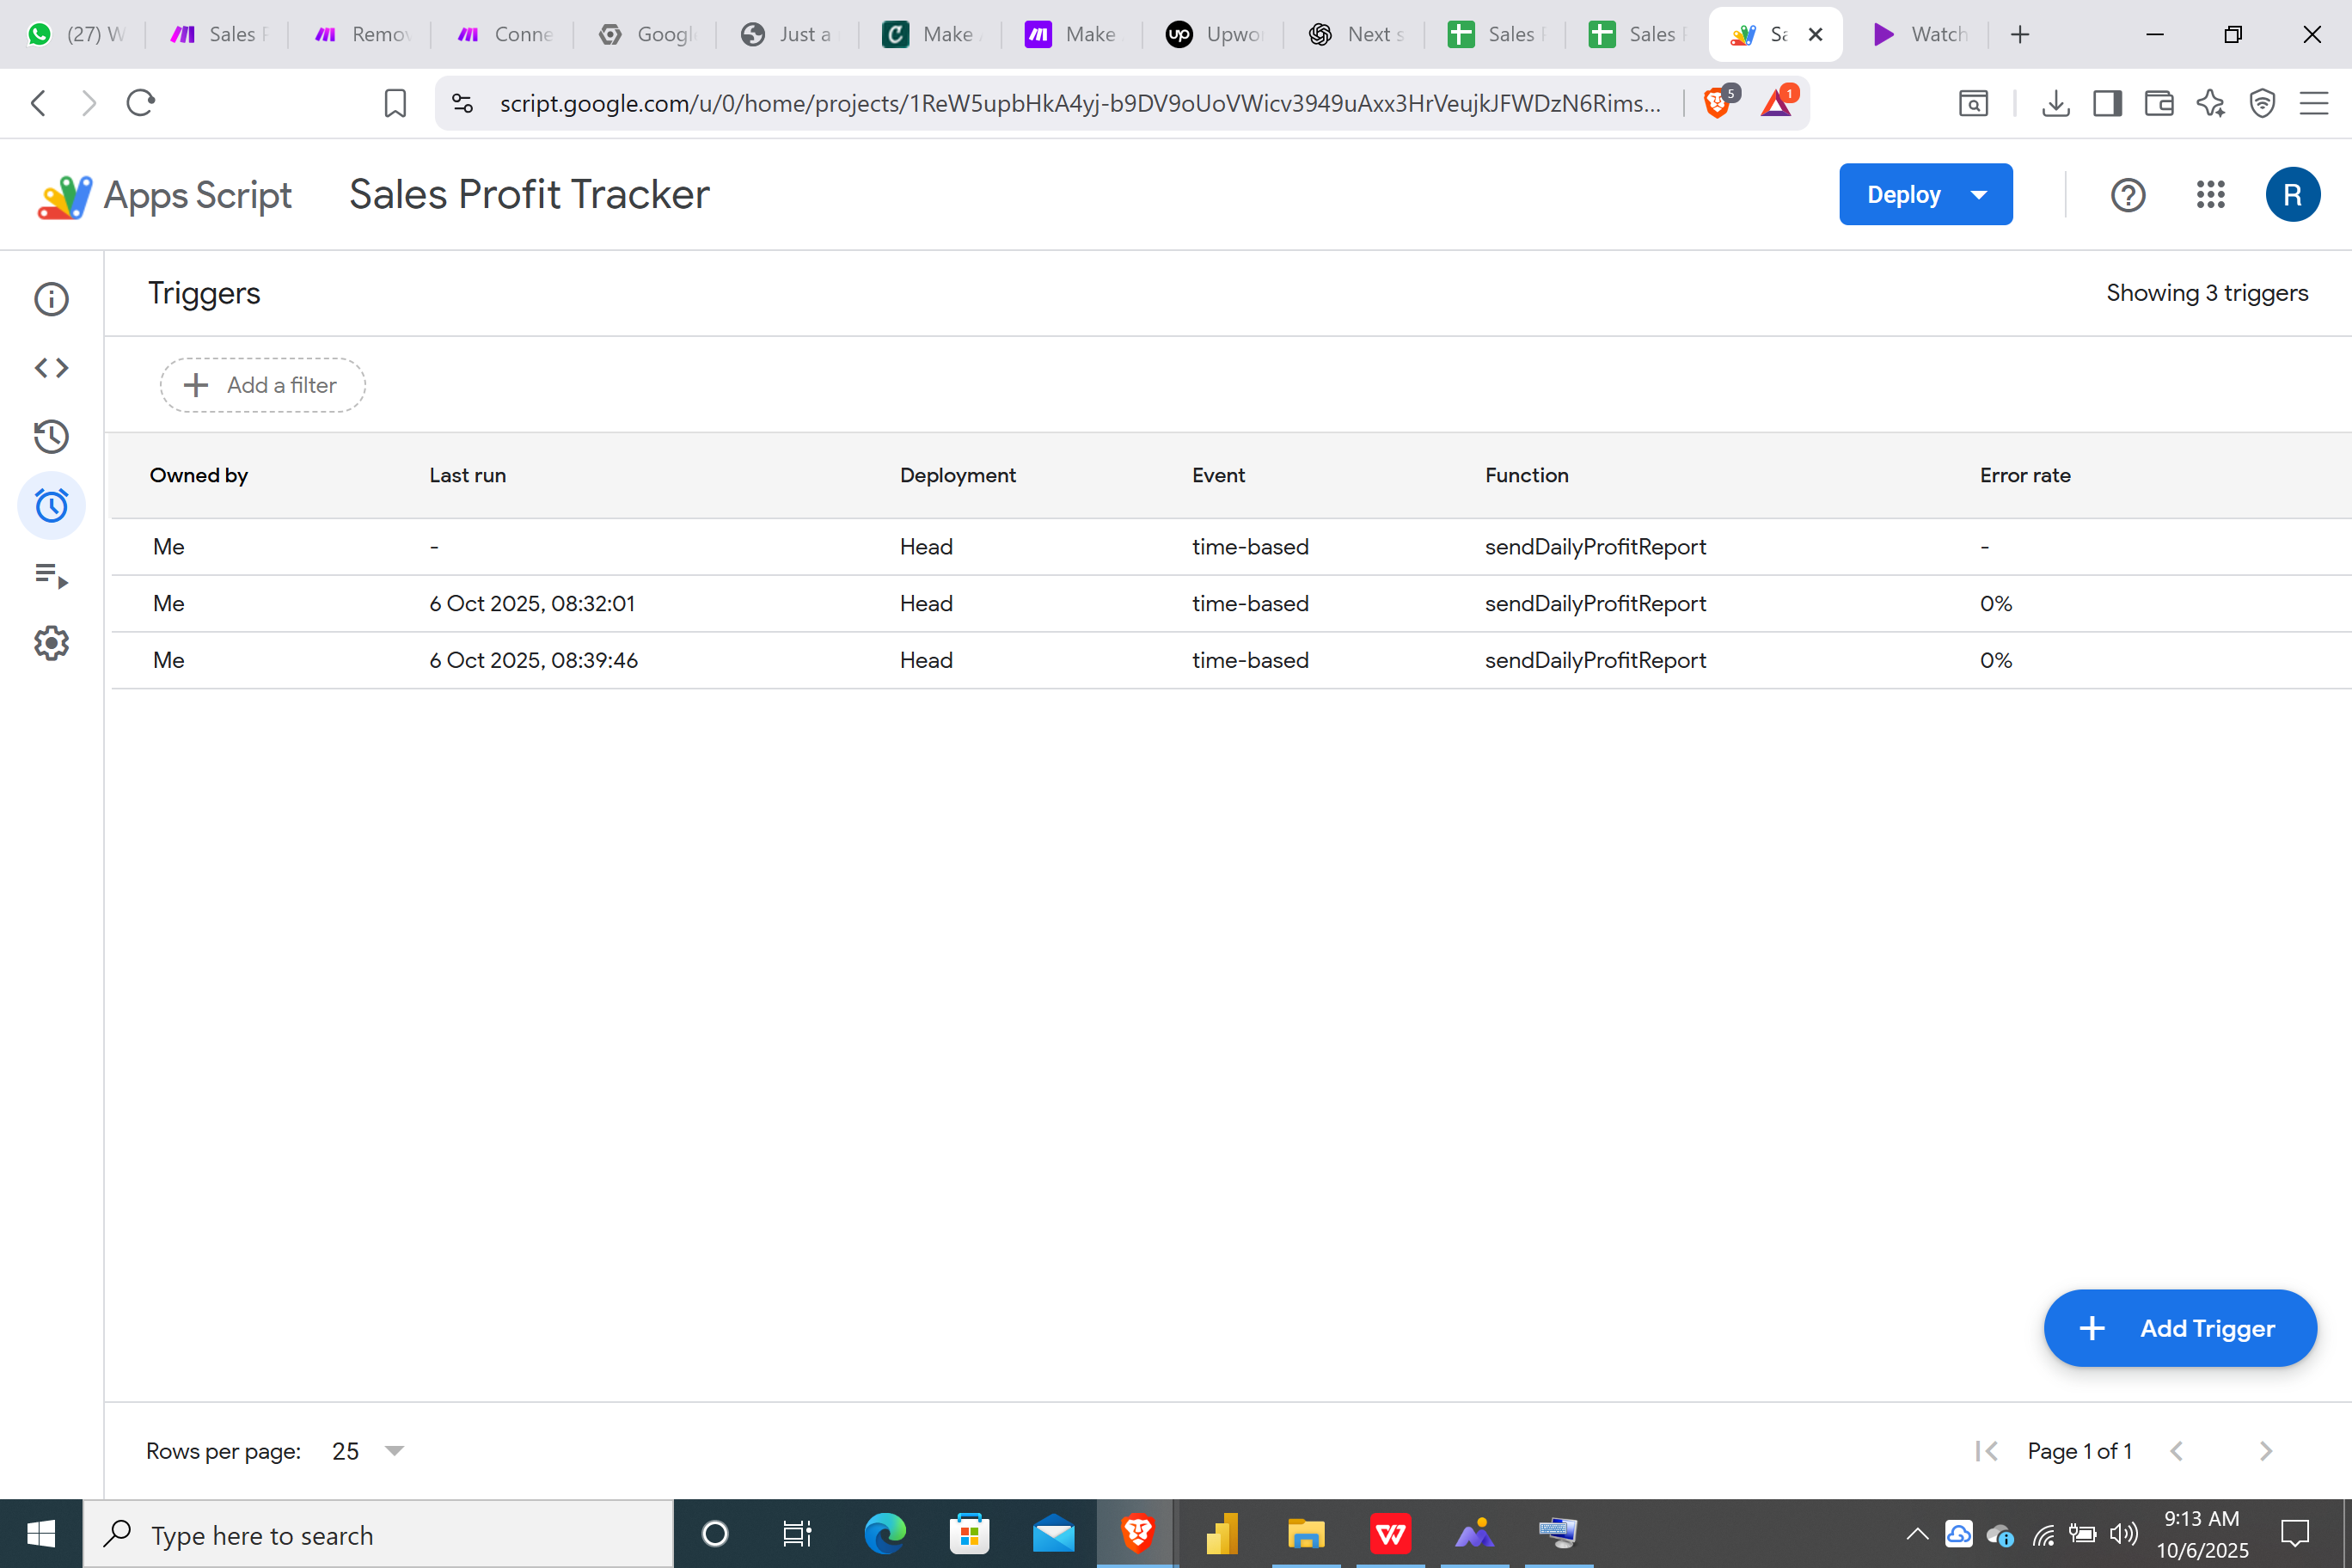 (27) W
Sales P
Remov
Conne
Googl
Just a
Make A
Make
Upwor
Next s
Sales P
Sales P
Sa
Watch
script.google.com/u/0/home/projects/1ReW5upbHkA4yj-b9DV9oUoVWicv3949uAxx3HrVeujkJFWDzN6Rims...
5
1
Apps Script
Sales Profit Tracker
Deploy
R
Triggers
Showing 3 triggers
Add a filter
Owned by Last run Deployment Event Function Error rate
Me - Head time-based sendDailyProfitReport -
Me 6 Oct 2025, 08:32:01 Head time-based sendDailyProfitReport 0%
Me 6 Oct 2025, 08:39:46 Head time-based sendDailyProfitReport 0%
Add Trigger
Rows per page: 25
Page 1 of 1
Type here to search
9:13 AM
10/6/2025